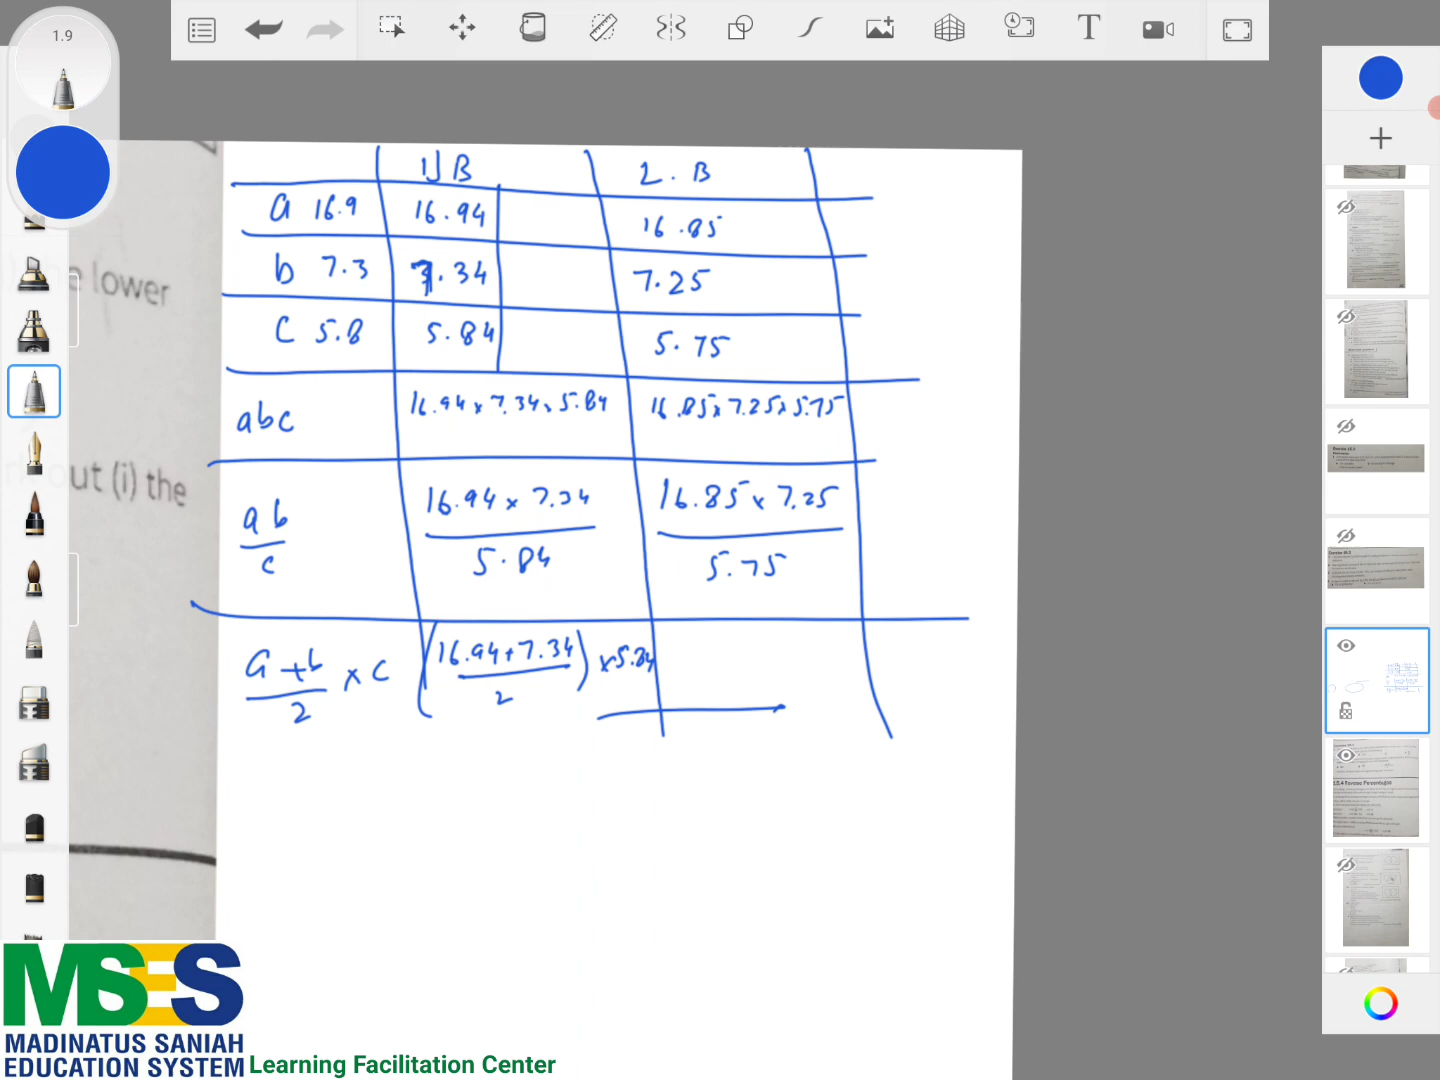 1.9
T
U B
L. B
a 16.9 16.94 16.85
b 7.3 7.34 7.25
c 5.8 5.84 5.75
abc 16.94 x 7.34 x 5.84 16.85 x 7.25 x 5.75
ab/c 16.94 x 7.34 / 5.84 16.85 x 7.25 / 5.75
a+b/2 x c (16.94+7.34/2) x 5.84
e lower
out (i) the
MSES
MADINATUS SANIAH
EDUCATION SYSTEM
Learning Facilitation Center